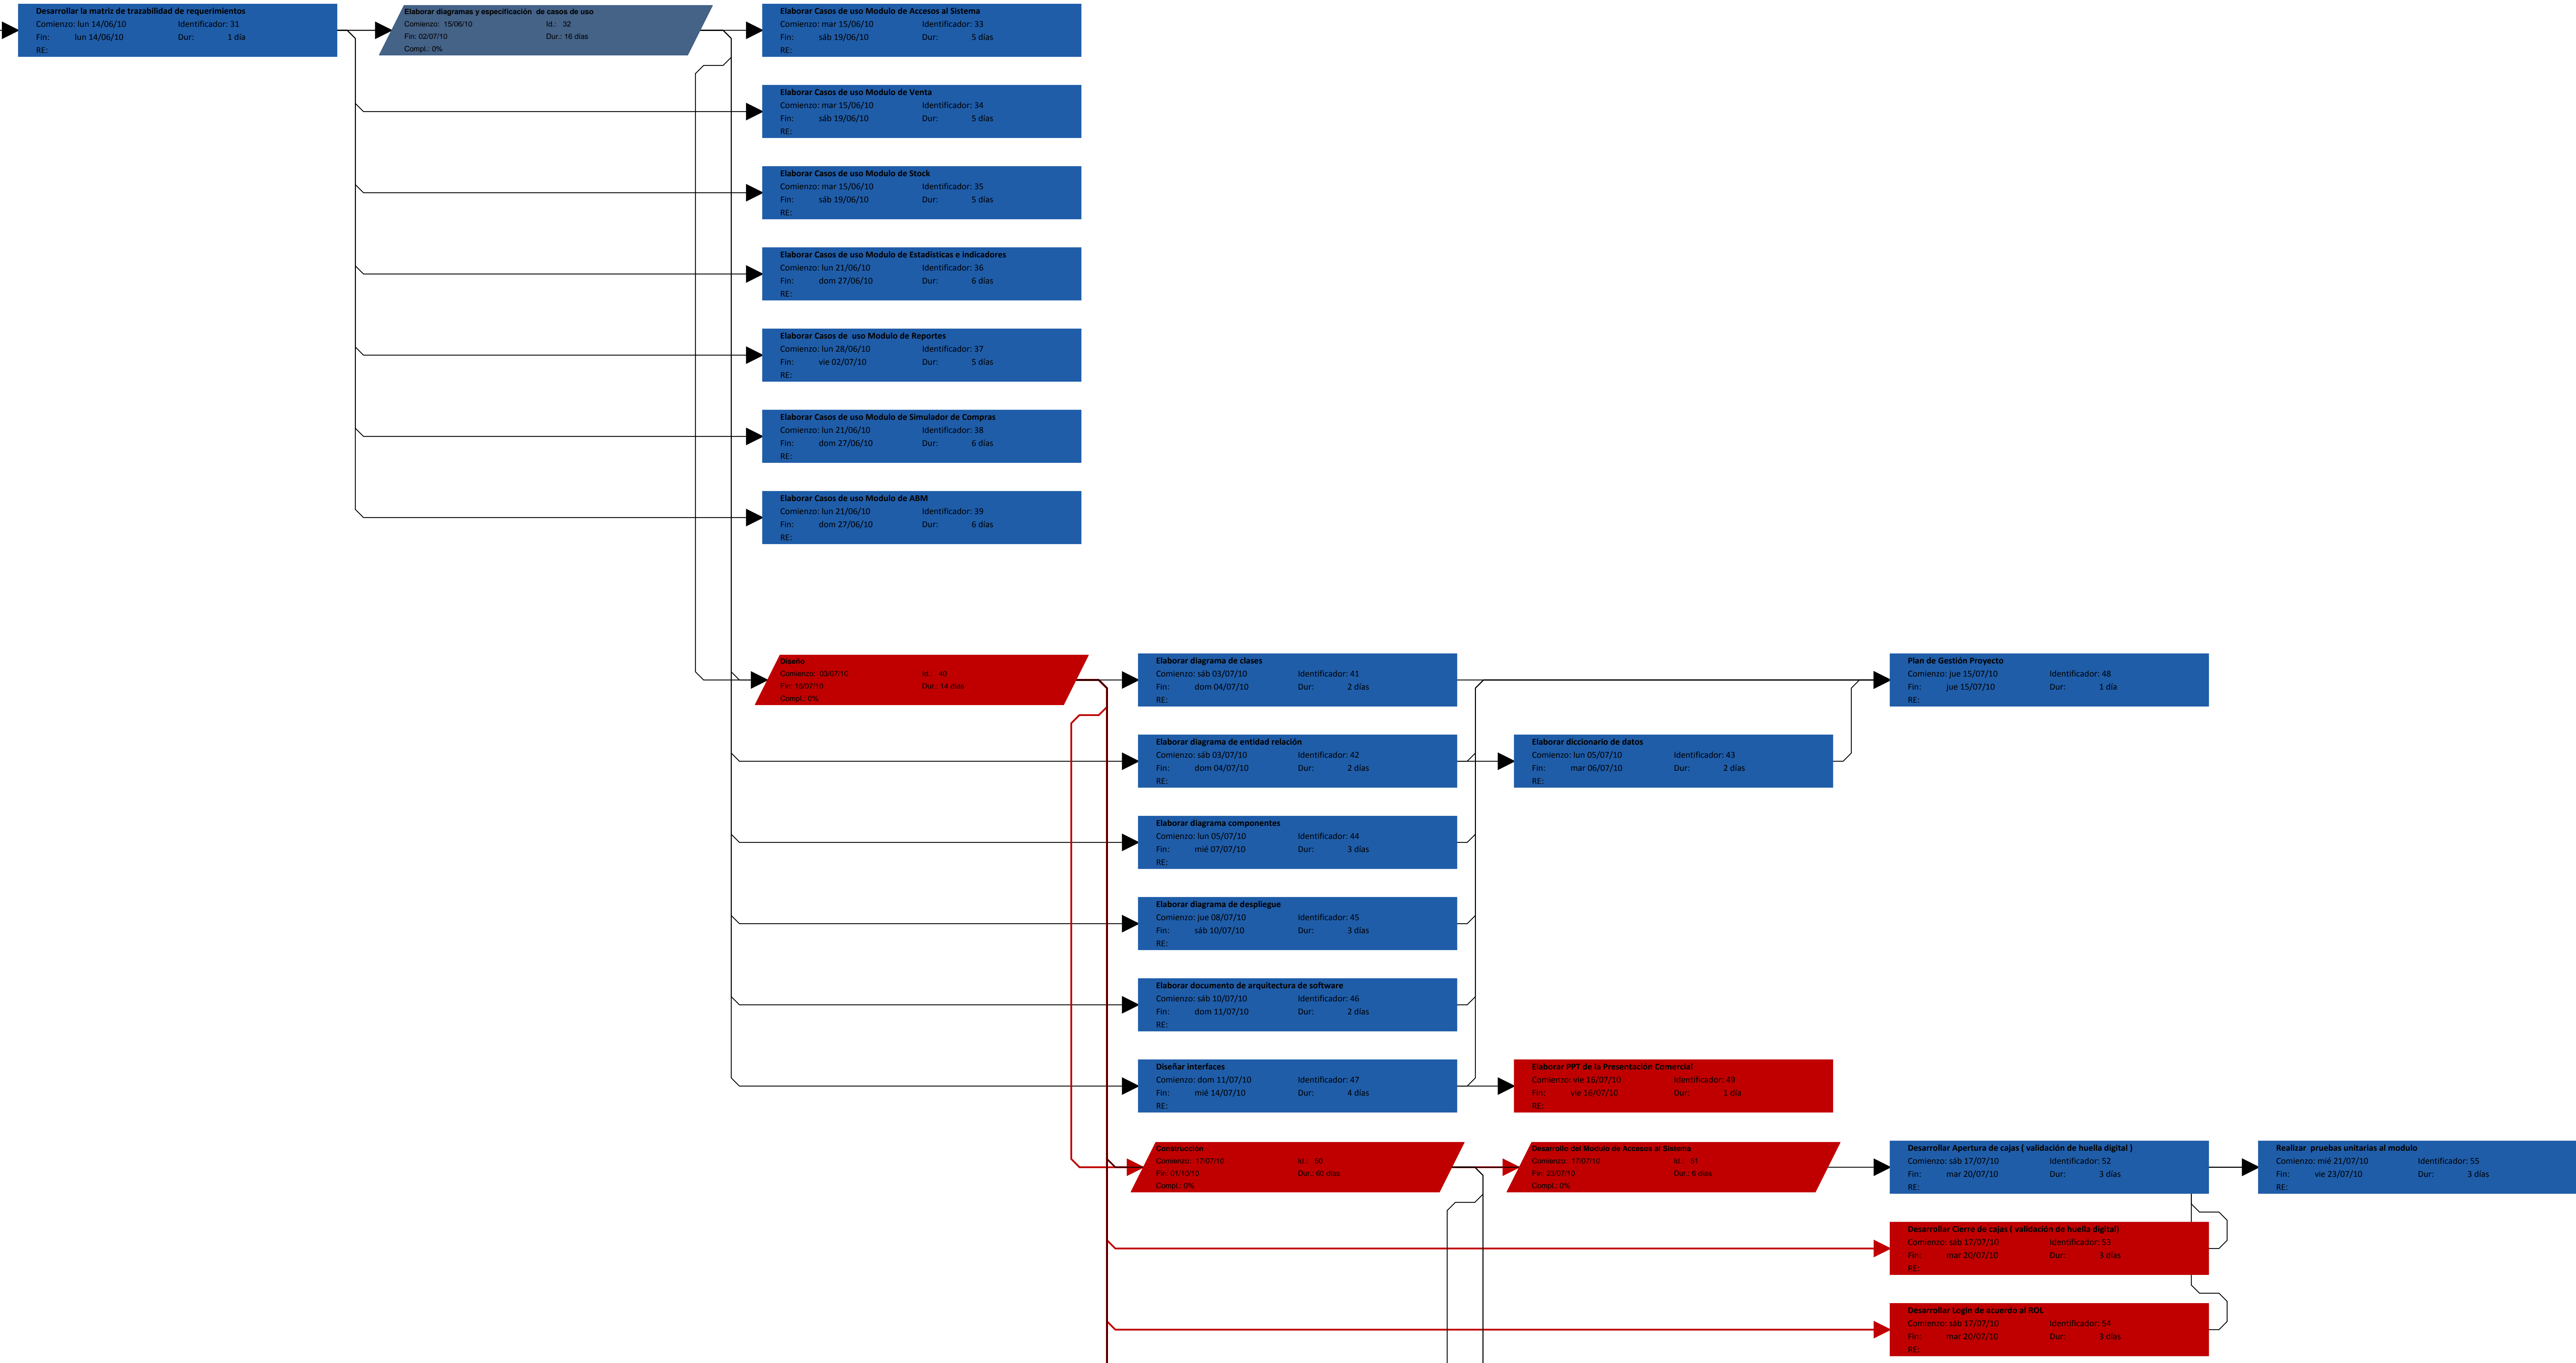 Desarrollar la matriz de trazabilidad de requerimientos
Comienzo: lun 14/06/10 Identificador: 31
Fin: lun 14/06/10 Dur: 1 día
RE:
Elaborar diagramas y especificación de casos de uso
Comienzo: 15/06/10 Id.: 32
Fin: 02/07/10 Dur.: 16 días
Compl.: 0%
Elaborar Casos de uso Modulo de Accesos al Sistema
Comienzo: mar 15/06/10 Identificador: 33
Fin: sáb 19/06/10 Dur: 5 días
RE:
Elaborar Casos de uso Modulo de Venta
Comienzo: mar 15/06/10 Identificador: 34
Fin: sáb 19/06/10 Dur: 5 días
RE:
Elaborar Casos de uso Modulo de Stock
Comienzo: mar 15/06/10 Identificador: 35
Fin: sáb 19/06/10 Dur: 5 días
RE:
Elaborar Casos de uso Modulo de Estadísticas e indicadores
Comienzo: lun 21/06/10 Identificador: 36
Fin: dom 27/06/10 Dur: 6 días
RE:
Elaborar Casos de uso Modulo de Reportes
Comienzo: lun 28/06/10 Identificador: 37
Fin: vie 02/07/10 Dur: 5 días
RE:
Elaborar Casos de uso Modulo de Simulador de Compras
Comienzo: lun 21/06/10 Identificador: 38
Fin: dom 27/06/10 Dur: 6 días
RE:
Elaborar Casos de uso Modulo de ABM
Comienzo: lun 21/06/10 Identificador: 39
Fin: dom 27/06/10 Dur: 6 días
RE:
Diseño
Comienzo: 03/07/10 Id.: 40
Fin: 16/07/10 Dur.: 14 días
Compl.: 0%
Elaborar diagrama de clases
Comienzo: sáb 03/07/10 Identificador: 41
Fin: dom 04/07/10 Dur: 2 días
RE:
Plan de Gestión Proyecto
Comienzo: jue 15/07/10 Identificador: 48
Fin: jue 15/07/10 Dur: 1 día
RE:
Elaborar diagrama de entidad relación
Comienzo: sáb 03/07/10 Identificador: 42
Fin: dom 04/07/10 Dur: 2 días
RE:
Elaborar diccionario de datos
Comienzo: lun 05/07/10 Identificador: 43
Fin: mar 06/07/10 Dur: 2 días
RE:
Elaborar diagrama componentes
Comienzo: lun 05/07/10 Identificador: 44
Fin: mié 07/07/10 Dur: 3 días
RE:
Elaborar diagrama de despliegue
Comienzo: jue 08/07/10 Identificador: 45
Fin: sáb 10/07/10 Dur: 3 días
RE:
Elaborar documento de arquitectura de software
Comienzo: sáb 10/07/10 Identificador: 46
Fin: dom 11/07/10 Dur: 2 días
RE:
Diseñar interfaces
Comienzo: dom 11/07/10 Identificador: 47
Fin: mié 14/07/10 Dur: 4 días
RE:
Elaborar PPT de la Presentación Comercial
Comienzo: vie 16/07/10 Identificador: 49
Fin: vie 16/07/10 Dur: 1 día
RE:
Construcción
Comienzo: 17/07/10 Id.: 50
Fin: 01/10/10 Dur.: 60 días
Compl.: 0%
Desarrollo del Modulo de Accesos al Sistema
Comienzo: 17/07/10 Id.: 51
Fin: 23/07/10 Dur.: 6 días
Compl.: 0%
Desarrollar Apertura de cajas ( validación de huella digital )
Comienzo: sáb 17/07/10 Identificador: 52
Fin: mar 20/07/10 Dur: 3 días
RE:
Realizar pruebas unitarias al modulo
Comienzo: mié 21/07/10 Identificador: 55
Fin: vie 23/07/10 Dur: 3 días
RE:
Desarrollar Cierre de cajas ( validación de huella digital)
Comienzo: sáb 17/07/10 Identificador: 53
Fin: mar 20/07/10 Dur: 3 días
RE:
Desarrollar Login de acuerdo al ROL
Comienzo: sáb 17/07/10 Identificador: 54
Fin: mar 20/07/10 Dur: 3 días
RE: